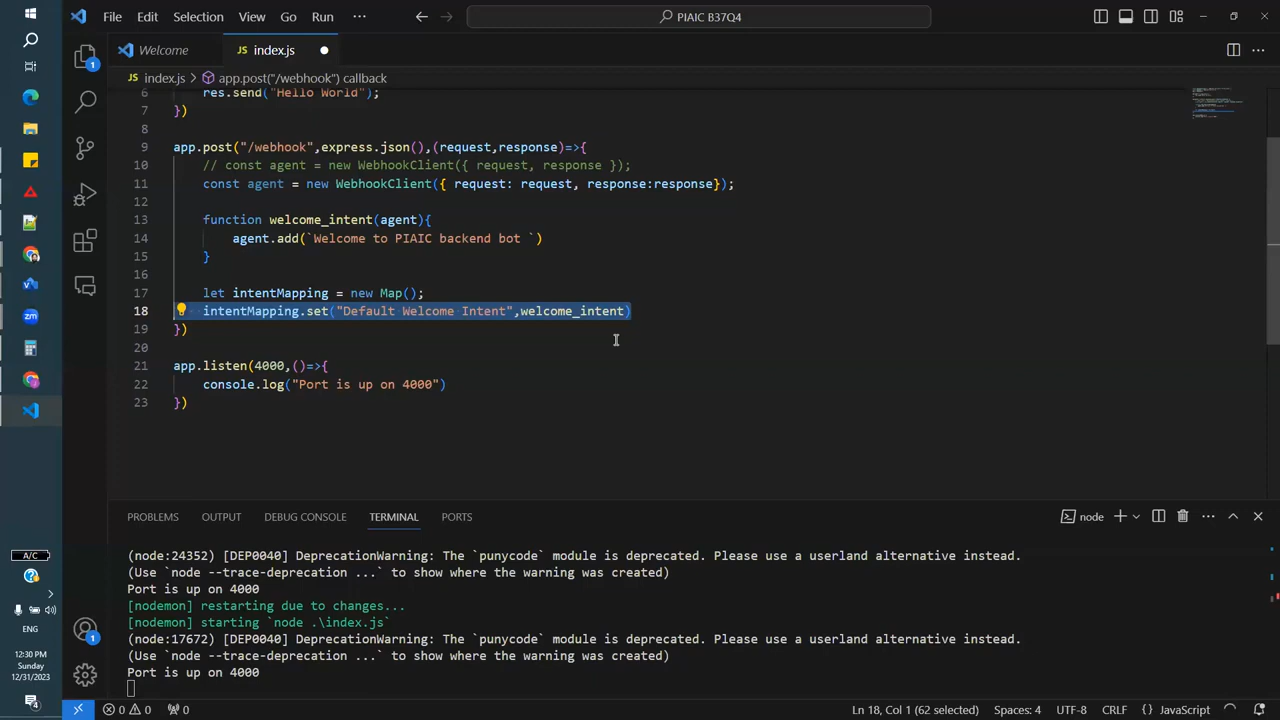 File Edit Selection View Go Run ··· PIAIC B37Q4
Welcome JS index.js
JS index.js > app.post("/webhook") callback
6 res.send("Hello World");
7 })
8
9 app.post("/webhook",express.json(),(request,response)=>{
10 // const agent = new WebhookClient({ request, response });
11 const agent = new WebhookClient({ request: request, response:response});
12
13 function welcome_intent(agent){
14 agent.add(`Welcome to PIAIC backend bot `)
15 }
16
17 let intentMapping = new Map();
18 intentMapping.set("Default Welcome Intent",welcome_intent)
19 })
20
21 app.listen(4000,()=>{
22 console.log("Port is up on 4000")
23 })
PROBLEMS OUTPUT DEBUG CONSOLE TERMINAL PORTS node
(node:24352) [DEP0040] DeprecationWarning: The `punycode` module is deprecated. Please use a userland alternative instead.
(Use `node --trace-deprecation ...` to show where the warning was created)
Port is up on 4000
[nodemon] restarting due to changes...
[nodemon] starting `node .\index.js`
(node:17672) [DEP0040] DeprecationWarning: The `punycode` module is deprecated. Please use a userland alternative instead.
(Use `node --trace-deprecation ...` to show where the warning was created)
Port is up on 4000
1
zm
A/C
ENG
12:30 PM
Sunday
12/31/2023
4
1
0 0 0 Ln 18, Col 1 (62 selected) Spaces: 4 UTF-8 CRLF {} JavaScript